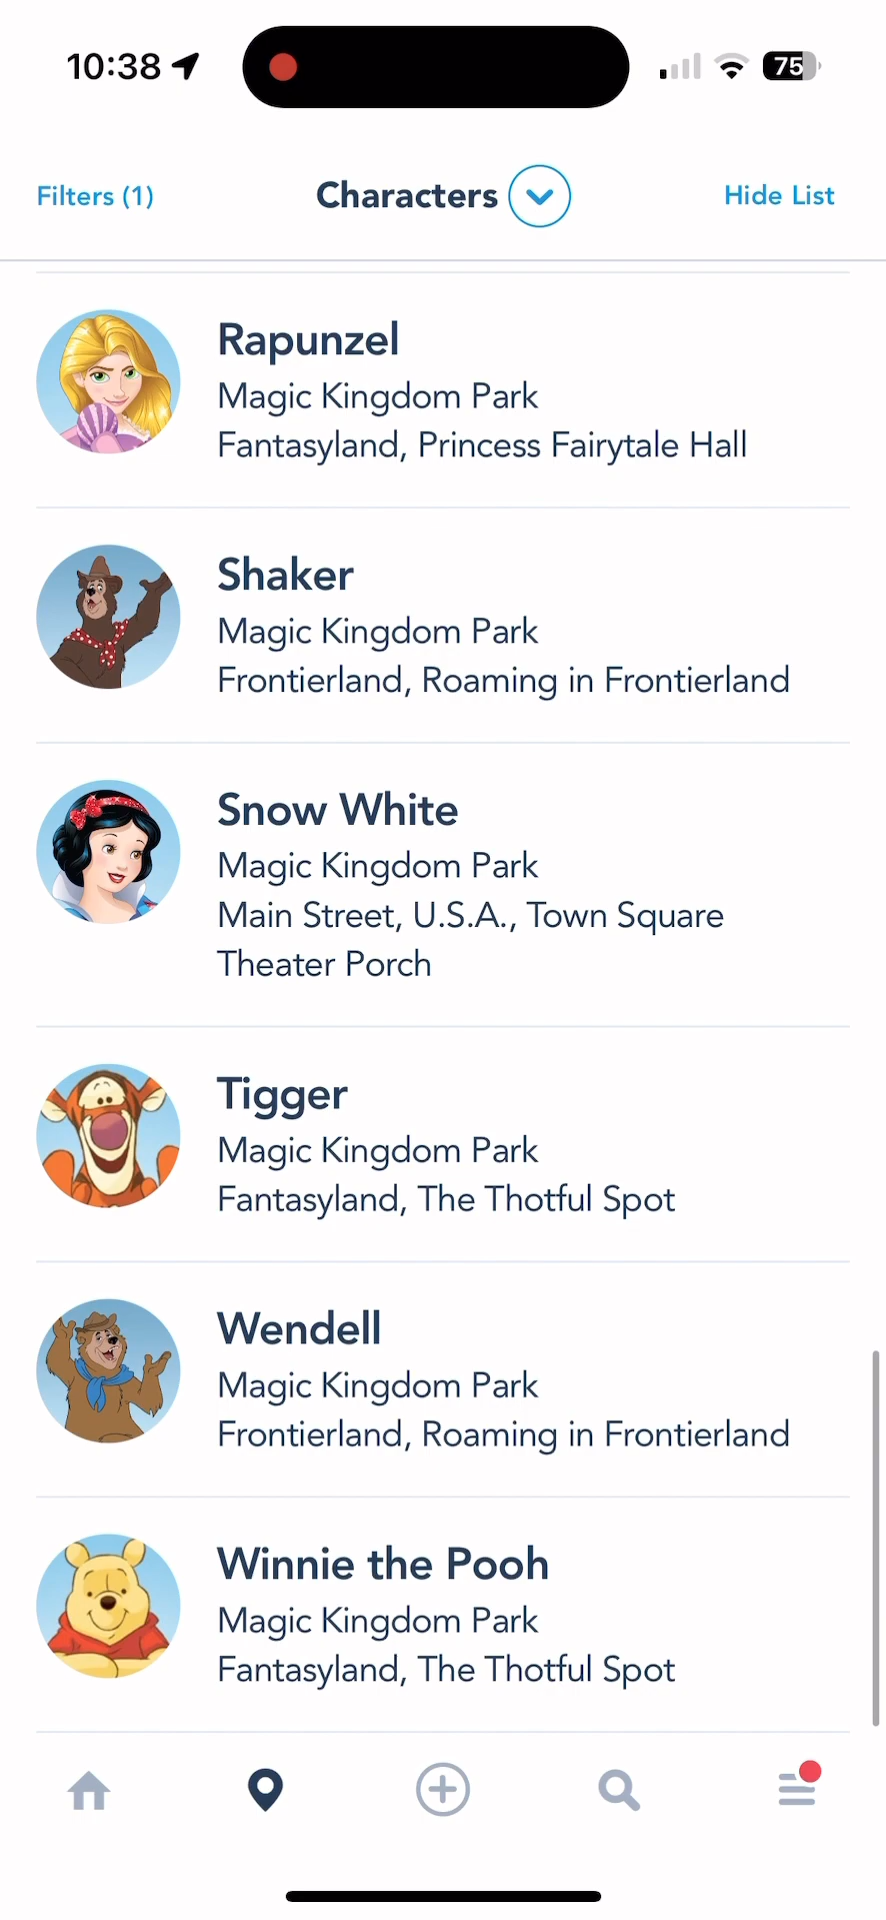 10:38
75
Filters (1)
Characters
Hide List
Rapunzel
Magic Kingdom Park
Fantasyland, Princess Fairytale Hall
Shaker
Magic Kingdom Park
Frontierland, Roaming in Frontierland
Snow White
Magic Kingdom Park
Main Street, U.S.A., Town Square
Theater Porch
Tigger
Magic Kingdom Park
Fantasyland, The Thotful Spot
Wendell
Magic Kingdom Park
Frontierland, Roaming in Frontierland
Winnie the Pooh
Magic Kingdom Park
Fantasyland, The Thotful Spot